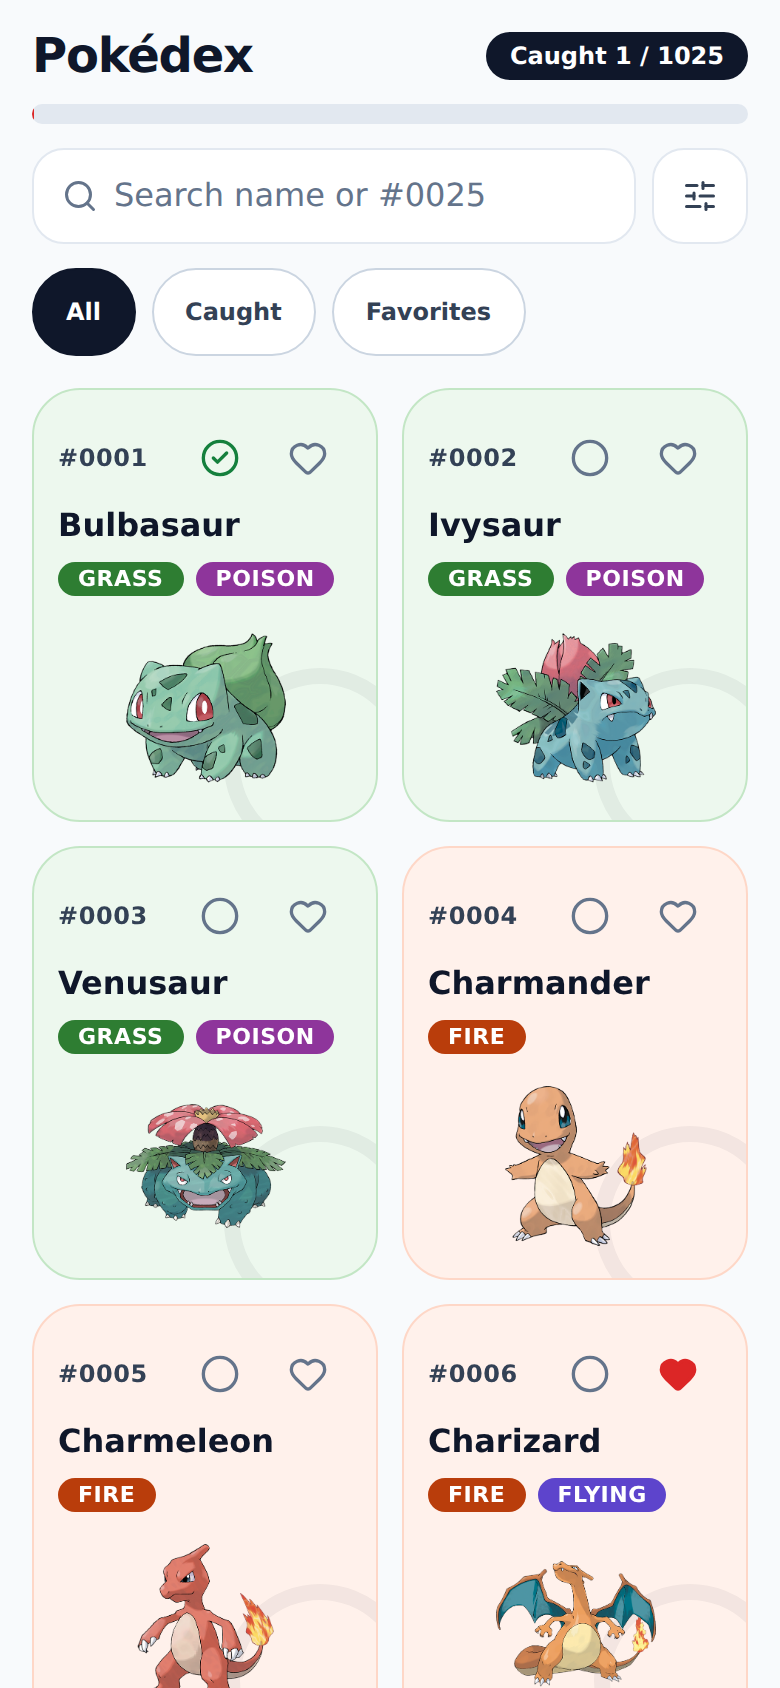 Pokédex
Caught 1 / 1025
Search name or #0025
All
Caught
Favorites
#0001
Bulbasaur
GRASS
POISON
#0002
Ivysaur
GRASS
POISON
#0003
Venusaur
GRASS
POISON
#0004
Charmander
FIRE
#0005
Charmeleon
FIRE
#0006
Charizard
FIRE
FLYING